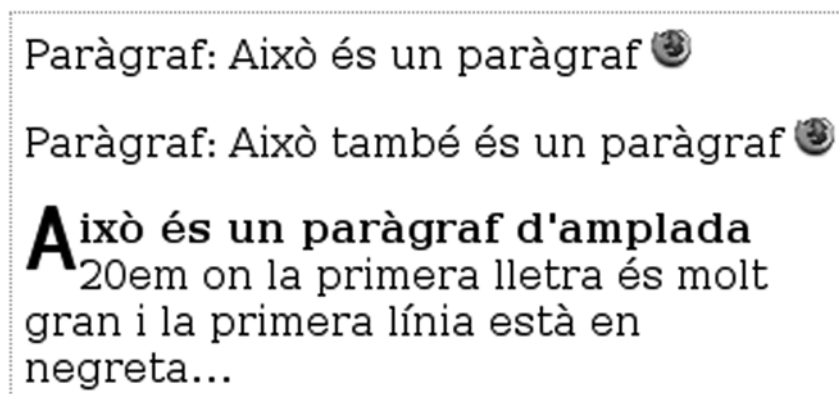 Paràgraf: Això és un paràgraf
Paràgraf: Això també és un paràgraf
Això és un paràgraf d'amplada
20em on la primera lletra és molt
gran i la primera línia està en
negreta...